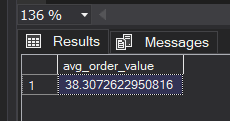 136 %
Results Messages
avg_order_value
1 38.3072622950816